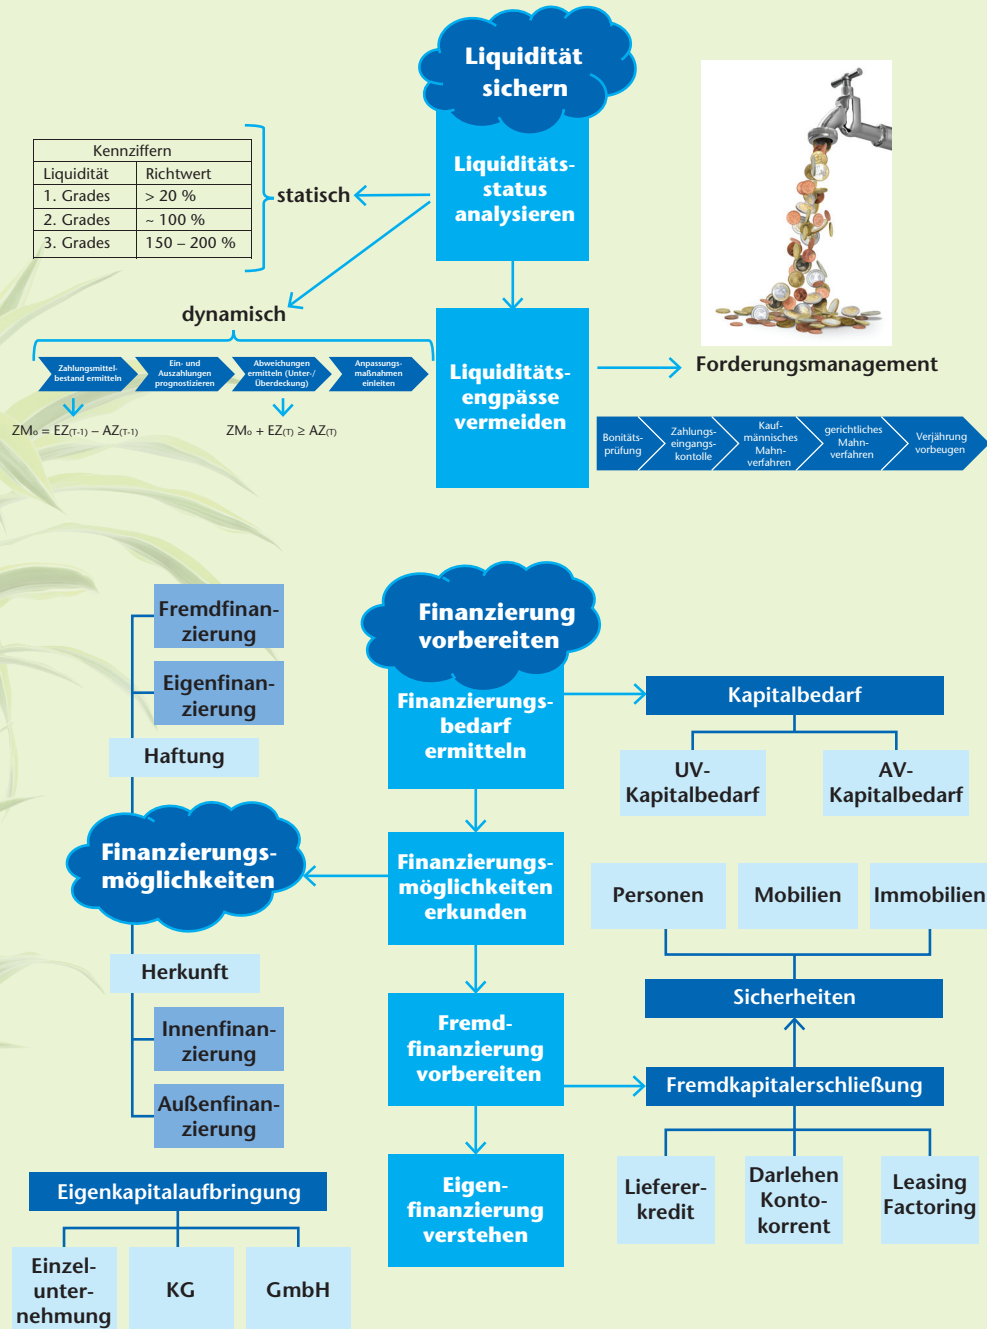 Liquidität
sichern
Liquiditäts-
status
analysieren
Kennziffern
Liquidität Richtwert
1. Grades > 20 %
2. Grades ~ 100 %
3. Grades 150 – 200 %
statisch
dynamisch
Zahlungsmittel-
bestand ermitteln
Ein- und
Auszahlungen
prognostizieren
Abweichungen
ermitteln (Unter-/
Überdeckung)
Anpassungs-
maßnahmen
einleiten
ZM₀ = EZ(T-1) – AZ(T-1)
ZM₀ + EZ(T) ≥ AZ(T)
Liquiditäts-
engpässe
vermeiden
Forderungsmanagement
Bonitäts-
prüfung
Zahlungs-
eingangs-
kontolle
Kauf-
männisches
Mahn-
verfahren
gerichtliches
Mahn-
verfahren
Verjährung
vorbeugen
Finanzierung
vorbereiten
Finanzierungs-
bedarf
ermitteln
Kapitalbedarf
UV-
Kapitalbedarf
AV-
Kapitalbedarf
Fremdfinan-
zierung
Eigenfinan-
zierung
Haftung
Finanzierungs-
möglichkeiten
Herkunft
Innenfinan-
zierung
Außenfinan-
zierung
Finanzierungs-
möglichkeiten
erkunden
Personen
Mobilien
Immobilien
Sicherheiten
Fremd-
finanzierung
vorbereiten
Fremdkapitalerschließung
Lieferer-
kredit
Darlehen
Konto-
korrent
Leasing
Factoring
Eigen-
finanzierung
verstehen
Eigenkapitalaufbringung
Einzel-
unter-
nehmung
KG
GmbH